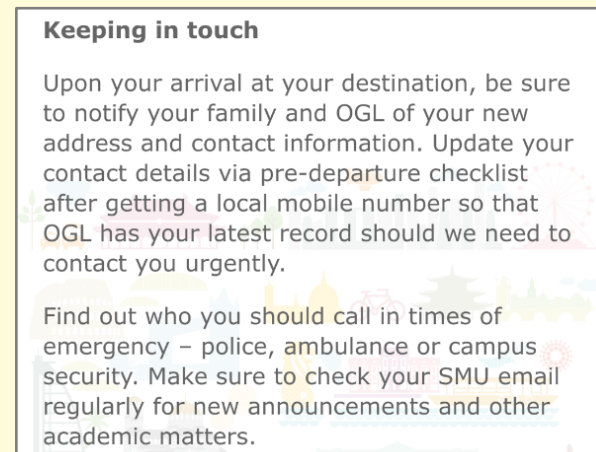 Keeping in touch
Upon your arrival at your destination, be sure
to notify your family and OGL of your new
address and contact information. Update your
contact details via pre-departure checklist
after getting a local mobile number so that
OGL has your latest record should we need to
contact you urgently.
Find out who you should call in times of
emergency – police, ambulance or campus
security. Make sure to check your SMU email
regularly for new announcements and other
academic matters.